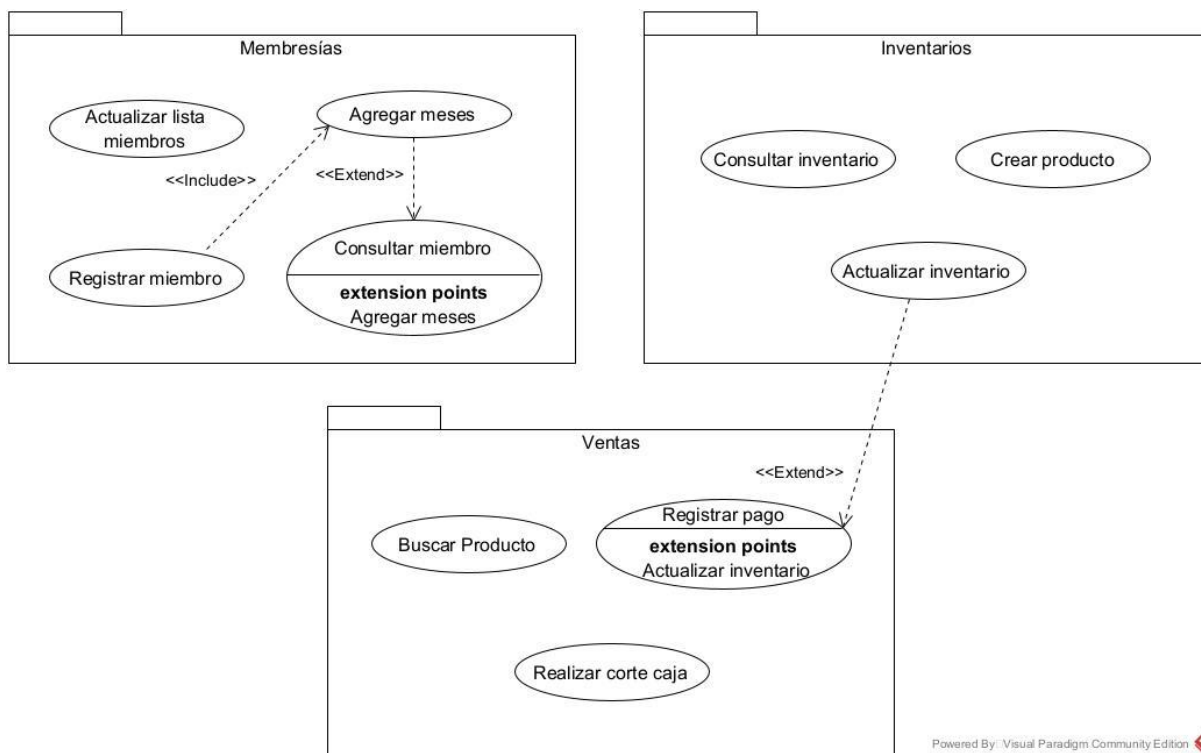 Membresías
Actualizar lista
miembros
Agregar meses
<<Include>>
<<Extend>>
Registrar miembro
Consultar miembro
extension points
Agregar meses
Inventarios
Consultar inventario
Crear producto
Actualizar inventario
<<Extend>>
Ventas
Buscar Producto
Registrar pago
extension points
Actualizar inventario
Realizar corte caja
Powered By: Visual Paradigm Community Edition